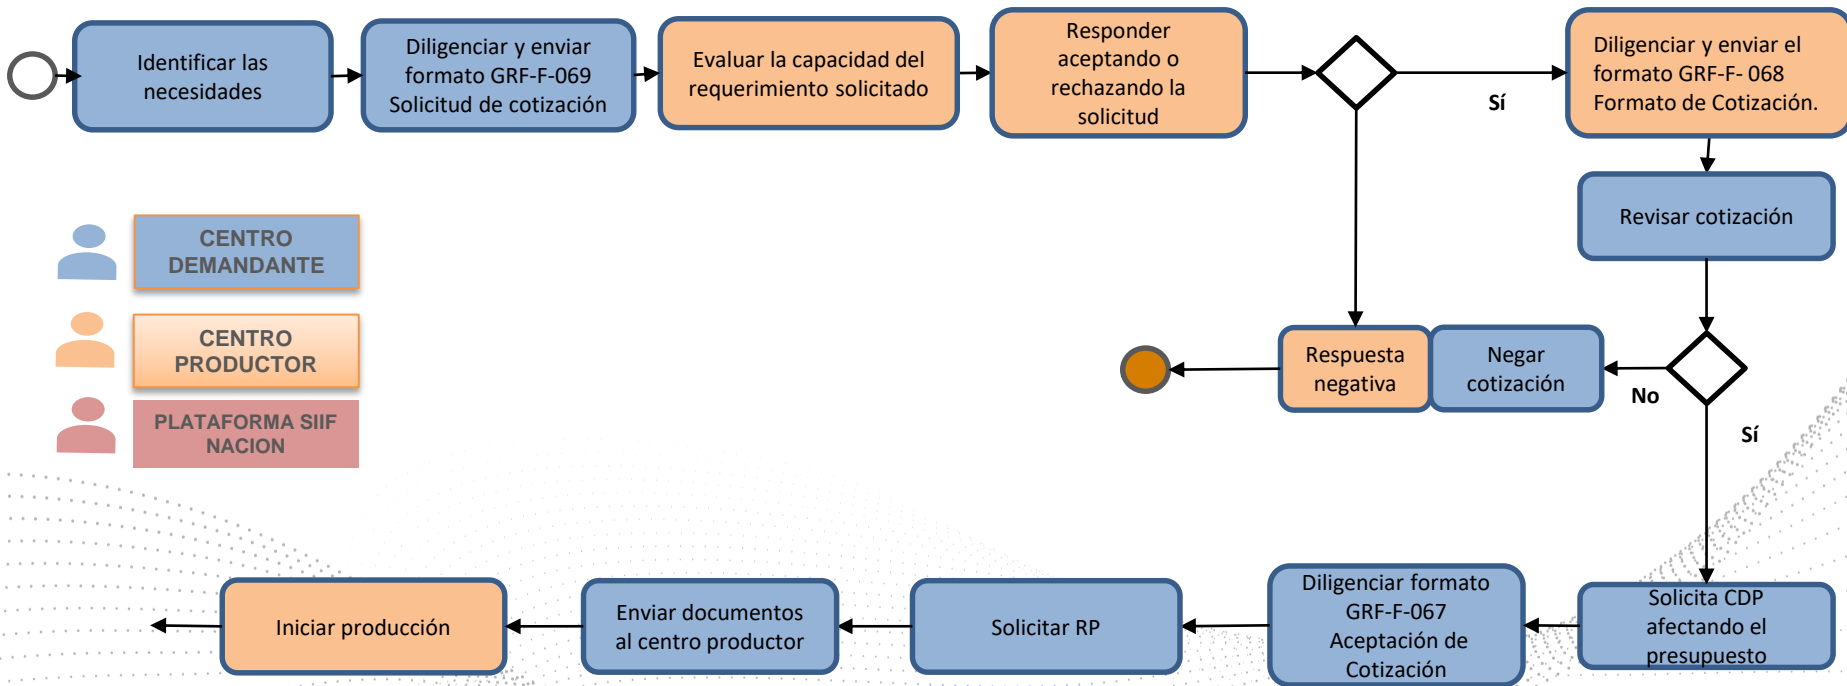 Identificar las
necesidades
Diligenciar y enviar
formato GRF-F-069
Solicitud de cotización
Evaluar la capacidad del
requerimiento solicitado
Responder
aceptando o
rechazando la
solicitud
Sí
Diligenciar y enviar el
formato GRF-F- 068
Formato de Cotización.
Revisar cotización
CENTRO
DEMANDANTE
CENTRO
PRODUCTOR
PLATAFORMA SIIF
NACION
Respuesta
negativa
Negar
cotización
No
Sí
Iniciar producción
Enviar documentos
al centro productor
Solicitar RP
Diligenciar formato
GRF-F-067
Aceptación de
Cotización
Solicita CDP
afectando el
presupuesto